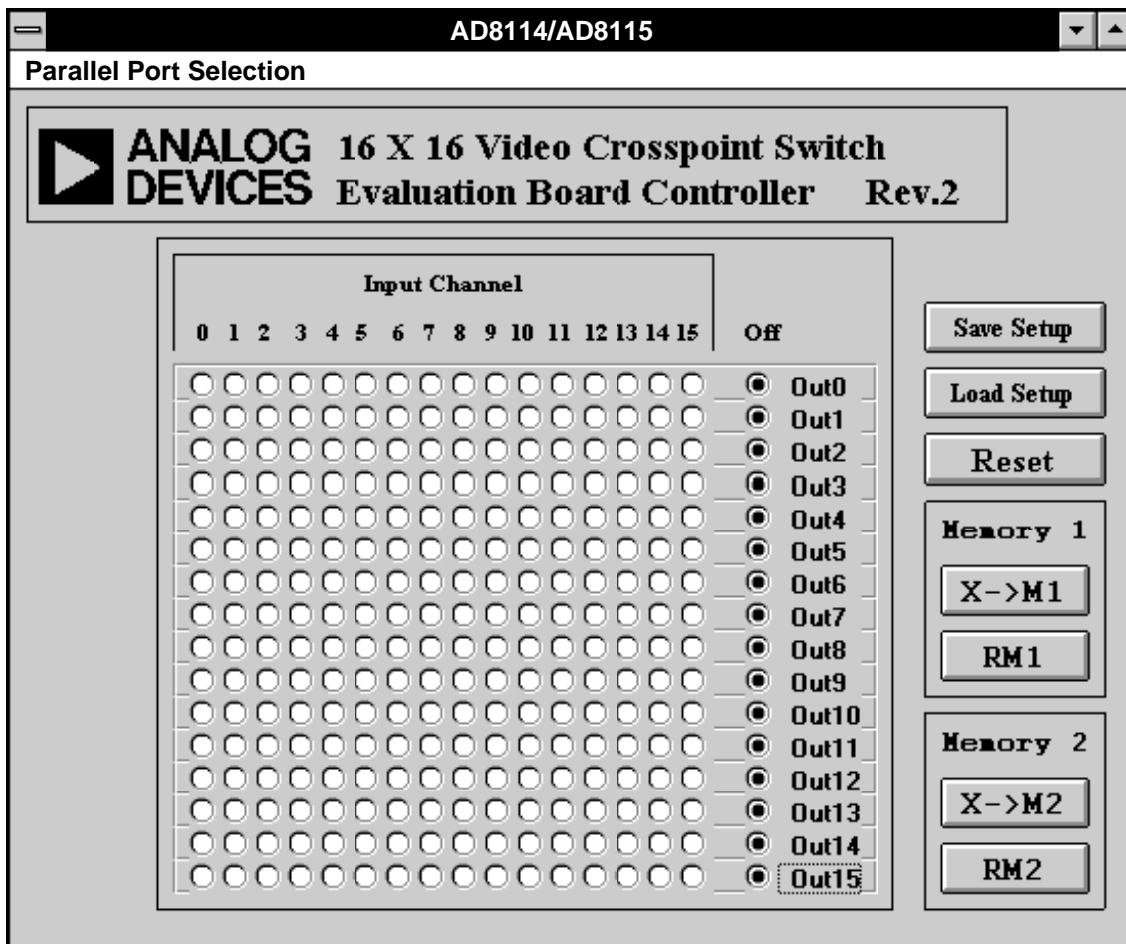 AD8114/AD8115
Parallel Port Selection
ANALOG DEVICES
16 X 16 Video Crosspoint Switch
Evaluation Board Controller Rev.2
Input Channel
0 1 2 3 4 5 6 7 8 9 10 11 12 13 14 15 Off
Out0
Out1
Out2
Out3
Out4
Out5
Out6
Out7
Out8
Out9
Out10
Out11
Out12
Out13
Out14
Out15
Save Setup
Load Setup
Reset
Memory 1
X->M1
RM1
Memory 2
X->M2
RM2